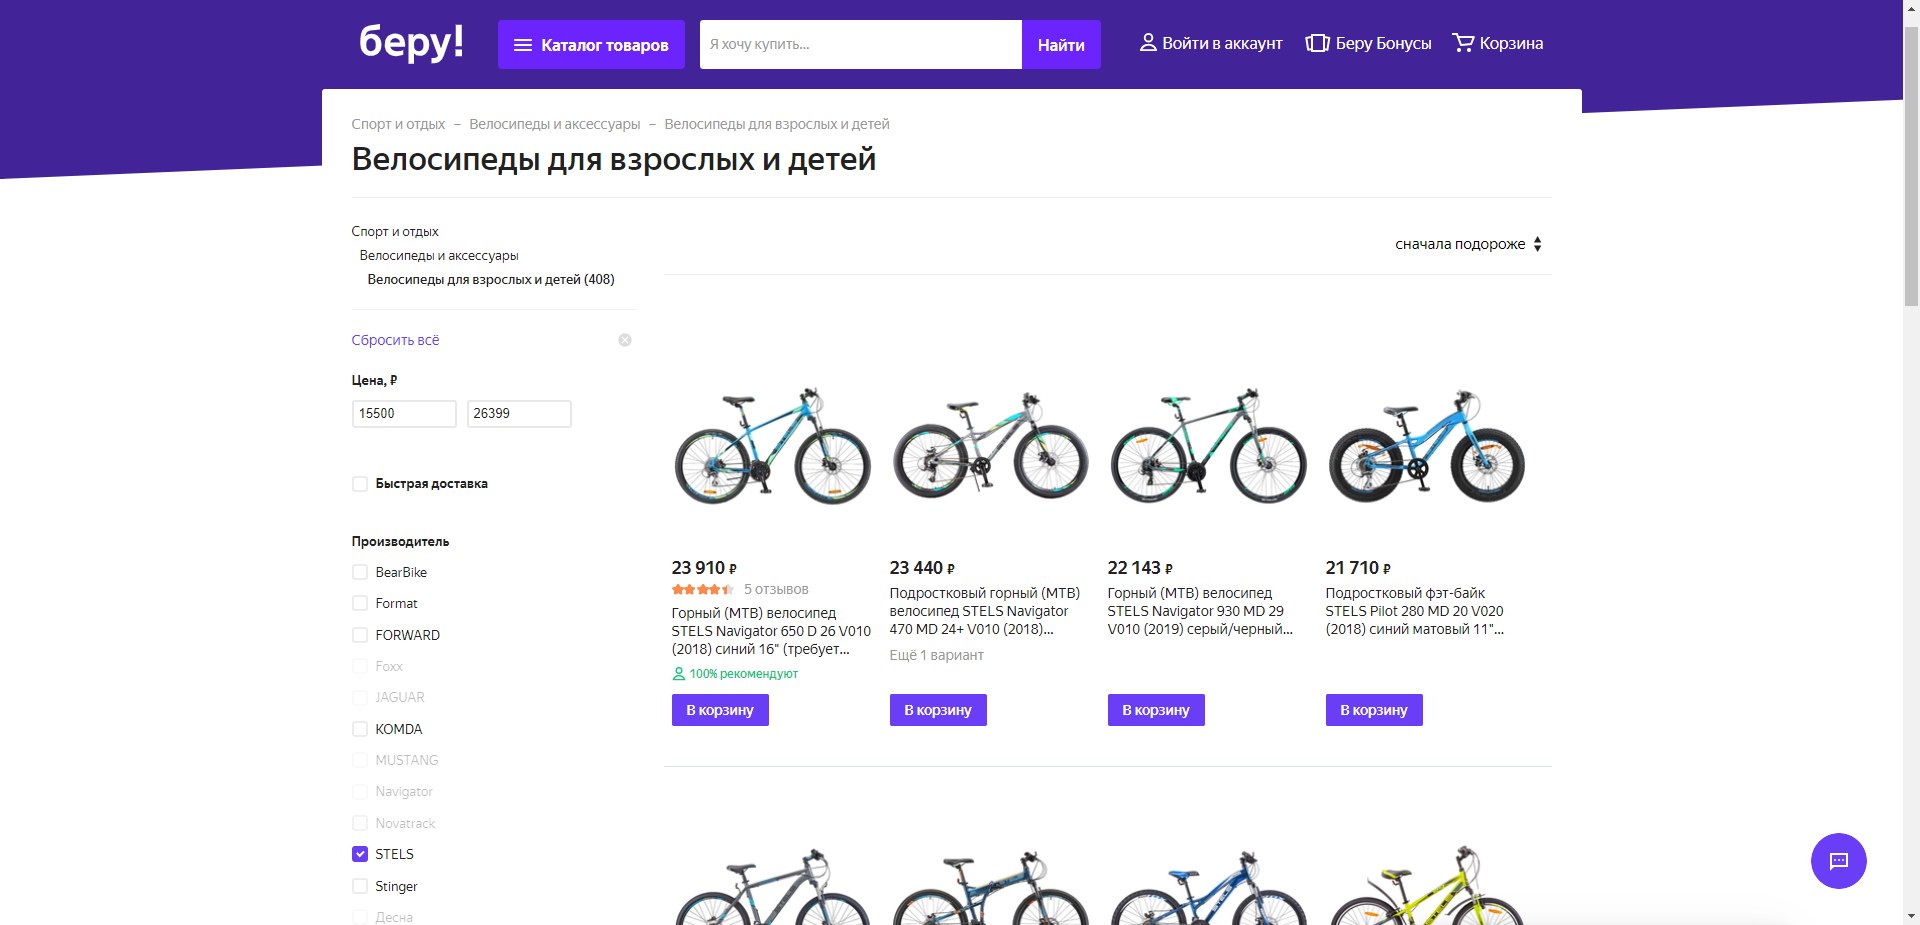 беру!
Каталог товаров
Я хочу купить...
Найти
Войти в аккаунт
Беру Бонусы
Корзина
Спорт и отдых – Велосипеды и аксессуары – Велосипеды для взрослых и детей
Велосипеды для взрослых и детей
Спорт и отдых
Велосипеды и аксессуары
Велосипеды для взрослых и детей (408)
сначала подороже
Сбросить всё
Цена, ₽
15500
26399
Быстрая доставка
Производитель
BearBike
Format
FORWARD
Foxx
JAGUAR
KOMDA
MUSTANG
Navigator
Novatrack
STELS
Stinger
Десна
23 910 ₽
5 отзывов
Горный (MTB) велосипед
STELS Navigator 650 D 26 V010
(2018) синий 16" (требует...
100% рекомендуют
В корзину
23 440 ₽
Подростковый горный (MTB)
велосипед STELS Navigator
470 MD 24+ V010 (2018)...
Ещё 1 вариант
В корзину
22 143 ₽
Горный (MTB) велосипед
STELS Navigator 930 MD 29
V010 (2019) серый/черный...
В корзину
21 710 ₽
Подростковый фэт-байк
STELS Pilot 280 MD 20 V020
(2018) синий матовый 11"...
В корзину